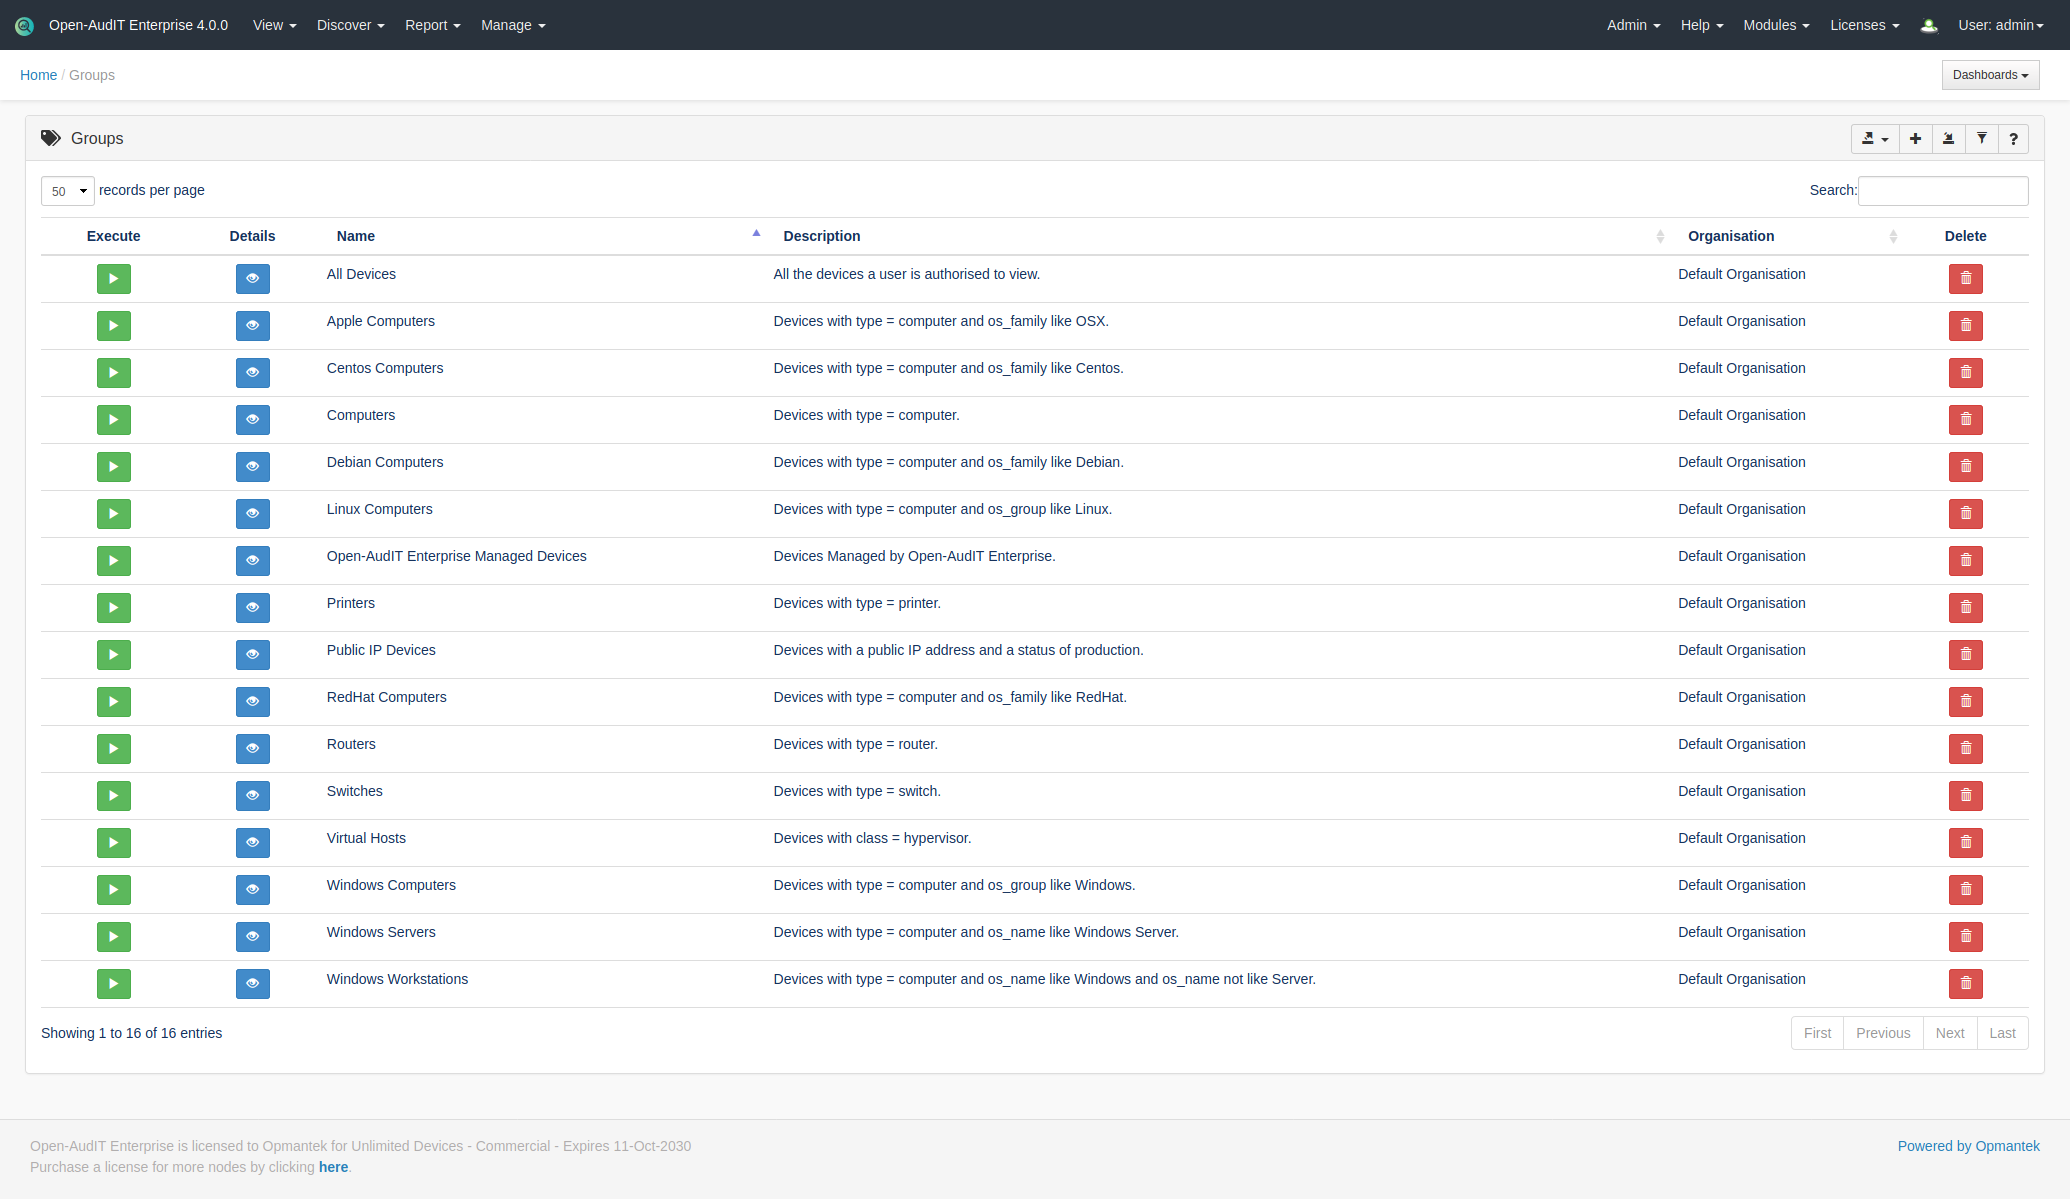 Open-AudIT Enterprise 4.0.0 View Discover Report Manage Admin Help Modules Licenses User: admin
Home / Groups Dashboards
Groups ?
50 records per page Search:
Execute Details Name Description Organisation Delete
All Devices All the devices a user is authorised to view. Default Organisation
Apple Computers Devices with type = computer and os_family like OSX. Default Organisation
Centos Computers Devices with type = computer and os_family like Centos. Default Organisation
Computers Devices with type = computer. Default Organisation
Debian Computers Devices with type = computer and os_family like Debian. Default Organisation
Linux Computers Devices with type = computer and os_group like Linux. Default Organisation
Open-AudIT Enterprise Managed Devices Devices Managed by Open-AudIT Enterprise. Default Organisation
Printers Devices with type = printer. Default Organisation
Public IP Devices Devices with a public IP address and a status of production. Default Organisation
RedHat Computers Devices with type = computer and os_family like RedHat. Default Organisation
Routers Devices with type = router. Default Organisation
Switches Devices with type = switch. Default Organisation
Virtual Hosts Devices with class = hypervisor. Default Organisation
Windows Computers Devices with type = computer and os_group like Windows. Default Organisation
Windows Servers Devices with type = computer and os_name like Windows Server. Default Organisation
Windows Workstations Devices with type = computer and os_name like Windows and os_name not like Server. Default Organisation
Showing 1 to 16 of 16 entries First Previous Next Last
Open-AudIT Enterprise is licensed to Opmantek for Unlimited Devices - Commercial - Expires 11-Oct-2030 Powered by Opmantek
Purchase a license for more nodes by clicking here.